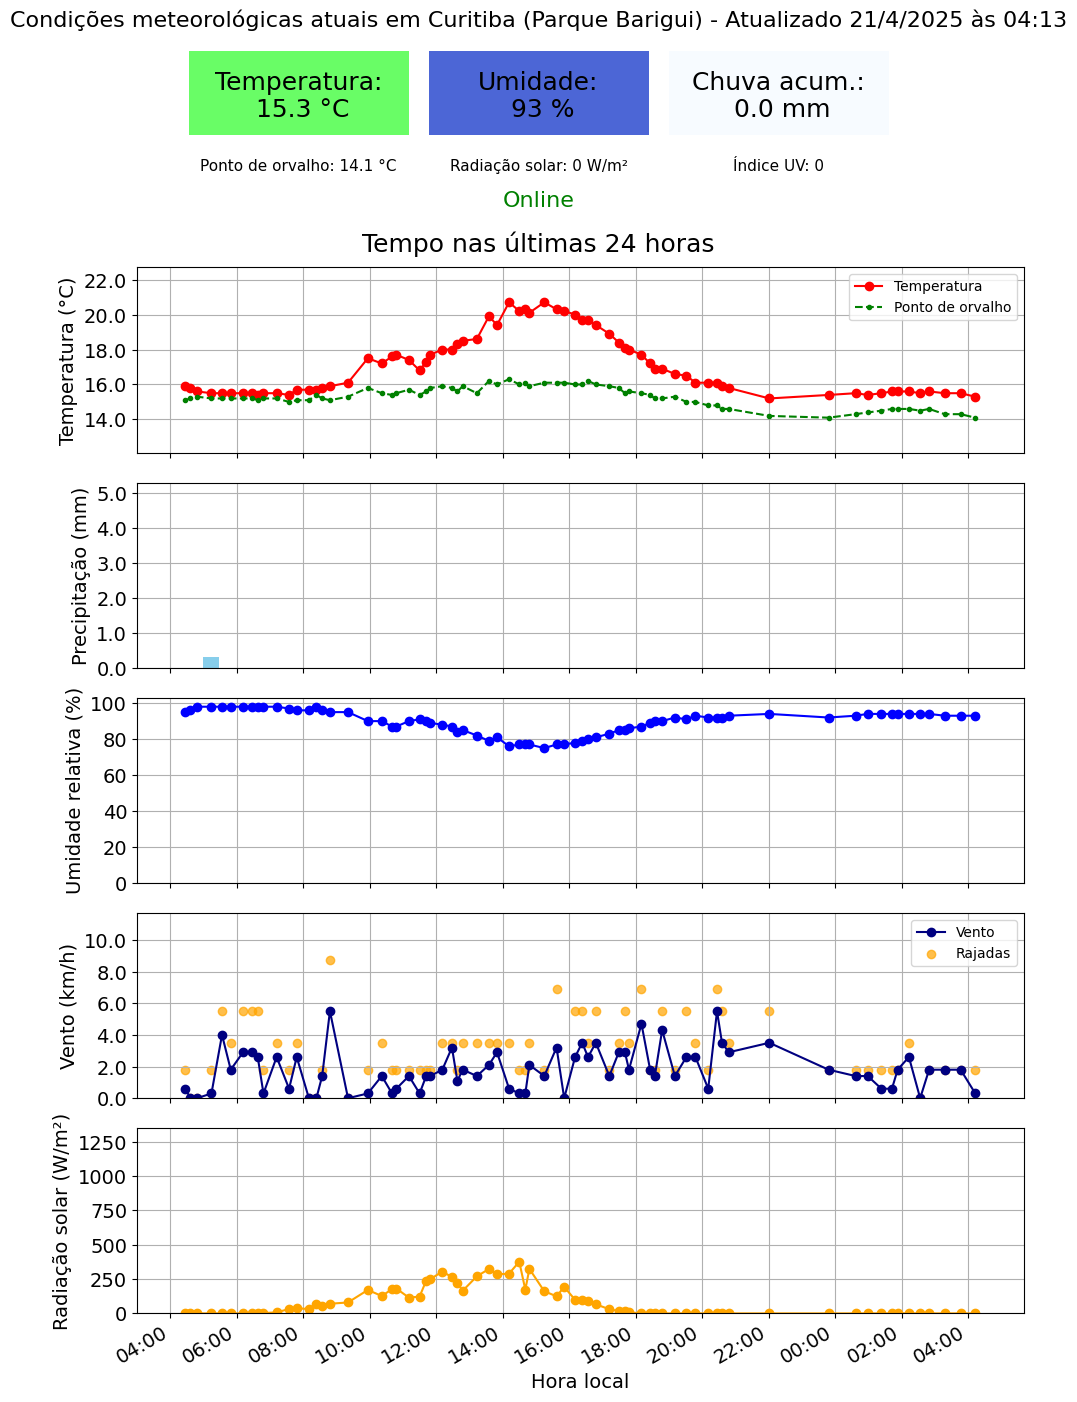 Condições meteorológicas atuais em Curitiba (Parque Barigui) - Atualizado 21/4/2025 às 04:13
Temperatura:
15.3 °C
Umidade:
93 %
Chuva acum.:
0.0 mm
Ponto de orvalho: 14.1 °C
Radiação solar: 0 W/m²
Índice UV: 0
Online
Tempo nas últimas 24 horas
Temperatura (°C)
22.0
20.0
18.0
16.0
14.0
Temperatura
Ponto de orvalho
Precipitação (mm)
5.0
4.0
3.0
2.0
1.0
0.0
Umidade relativa (%)
100
80
60
40
20
0
Vento (km/h)
10.0
8.0
6.0
4.0
2.0
0.0
Vento
Rajadas
Radiação solar (W/m²)
1250
1000
750
500
250
0
04:00
06:00
08:00
10:00
12:00
14:00
16:00
18:00
20:00
22:00
00:00
02:00
04:00
Hora local